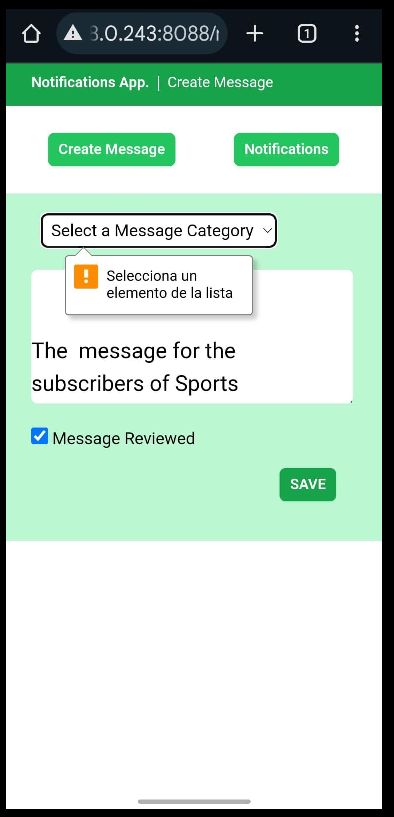 3.0.243:8088/
1
Notifications App. | Create Message
Create Message
Notifications
Select a Message Category
Selecciona un
elemento de la lista
The  message for the
subscribers of Sports
Message Reviewed
SAVE